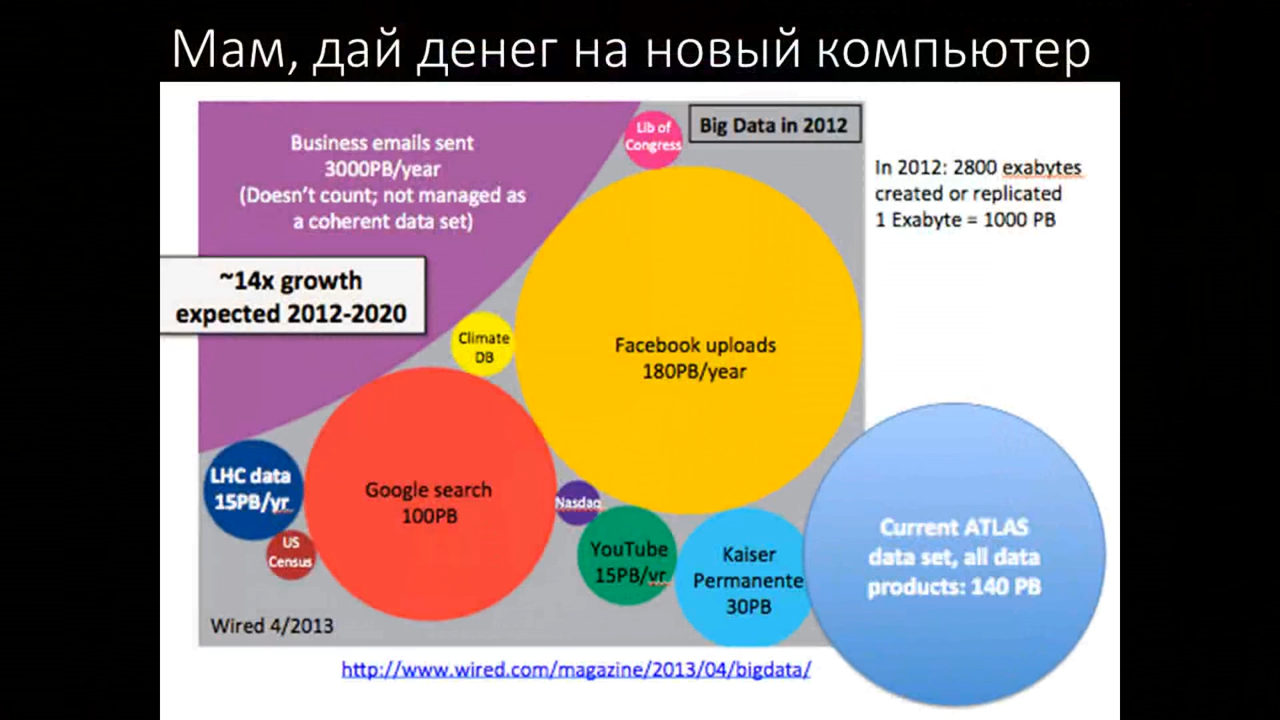 Мам, дай денег на новый компьютер
Business emails sent
3000PB/year
(Doesn't count; not managed as
a coherent data set)
Lib of
Congress
Big Data in 2012
In 2012: 2800 exabytes
created or replicated
1 Exabyte = 1000 PB
~14x growth
expected 2012-2020
Climate
DB
Facebook uploads
180PB/year
LHC data
15PB/yr
Google search
100PB
Nasdaq
US
Census
YouTube
15PB/yr
Kaiser
Permanente
30PB
Current ATLAS
data set, all data
products: 140 PB
Wired 4/2013
http://www.wired.com/magazine/2013/04/bigdata/